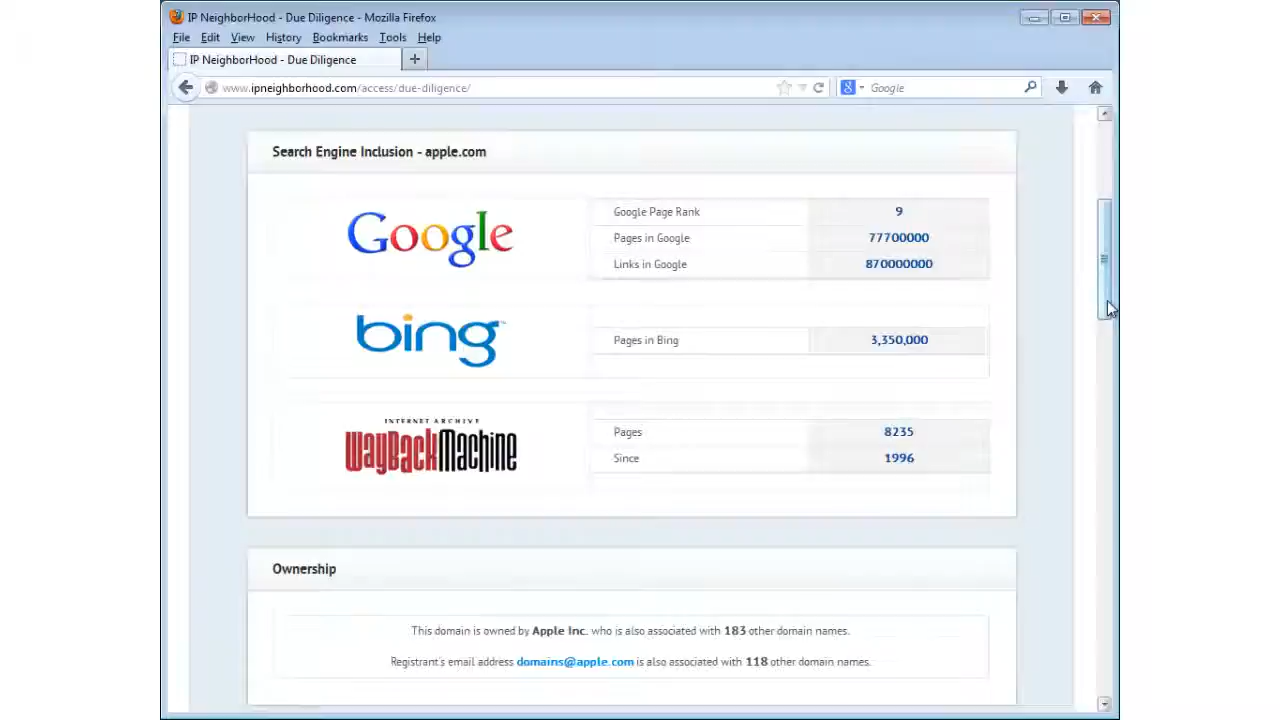 IP NeighborHood - Due Diligence - Mozilla Firefox
File Edit View History Bookmarks Tools Help
IP NeighborHood - Due Diligence +
www.ipneighborhood.com/access/due-diligence/ 8 Google
Search Engine Inclusion - apple.com
Google
Google Page Rank 9
Pages in Google 77700000
Links in Google 870000000
bing™
Pages in Bing 3,350,000
INTERNET ARCHIVE
WayBackMachine
Pages 8235
Since 1996
Ownership
This domain is owned by Apple Inc. who is also associated with 183 other domain names.
Registrant's email address domains@apple.com is also associated with 118 other domain names.